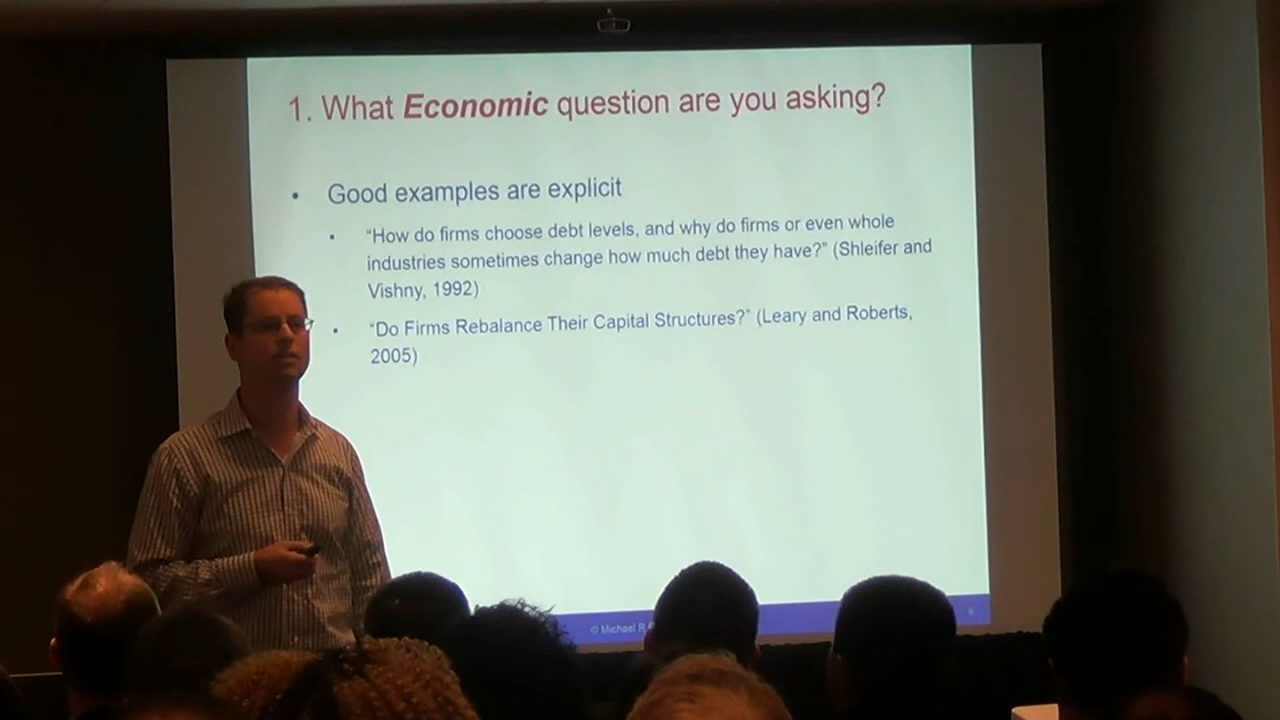 1. What Economic question are you asking?
• Good examples are explicit
• “How do firms choose debt levels, and why do firms or even whole
industries sometimes change how much debt they have?” (Shleifer and
Vishny, 1992)
• “Do Firms Rebalance Their Capital Structures?” (Leary and Roberts,
2005)
© Michael R
6